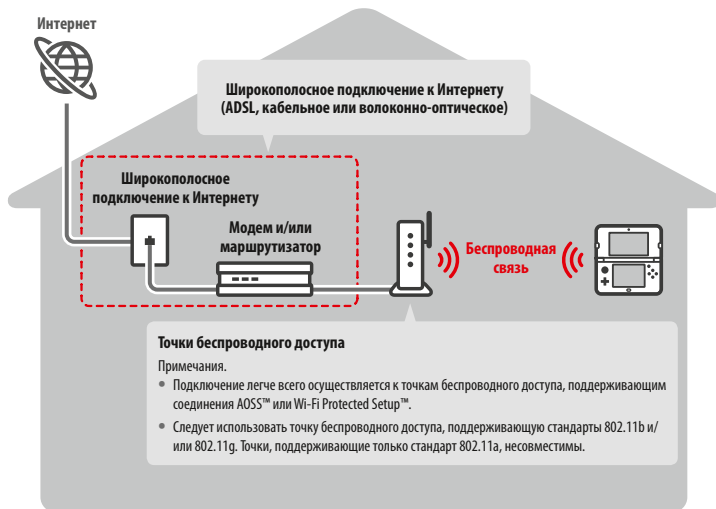 Интернет
Широкополосное подключение к Интернету
(ADSL, кабельное или волоконно-оптическое)
Широкополосное
подключение к Интернету
Модем и/или
маршрутизатор
Беспроводная
связь
Точки беспроводного доступа
Примечания.
• Подключение легче всего осуществляется к точкам беспроводного доступа, поддерживающим
соединения AOSS™ или Wi-Fi Protected Setup™.
• Следует использовать точку беспроводного доступа, поддерживающую стандарты 802.11b и/
или 802.11g. Точки, поддерживающие только стандарт 802.11a, несовместимы.